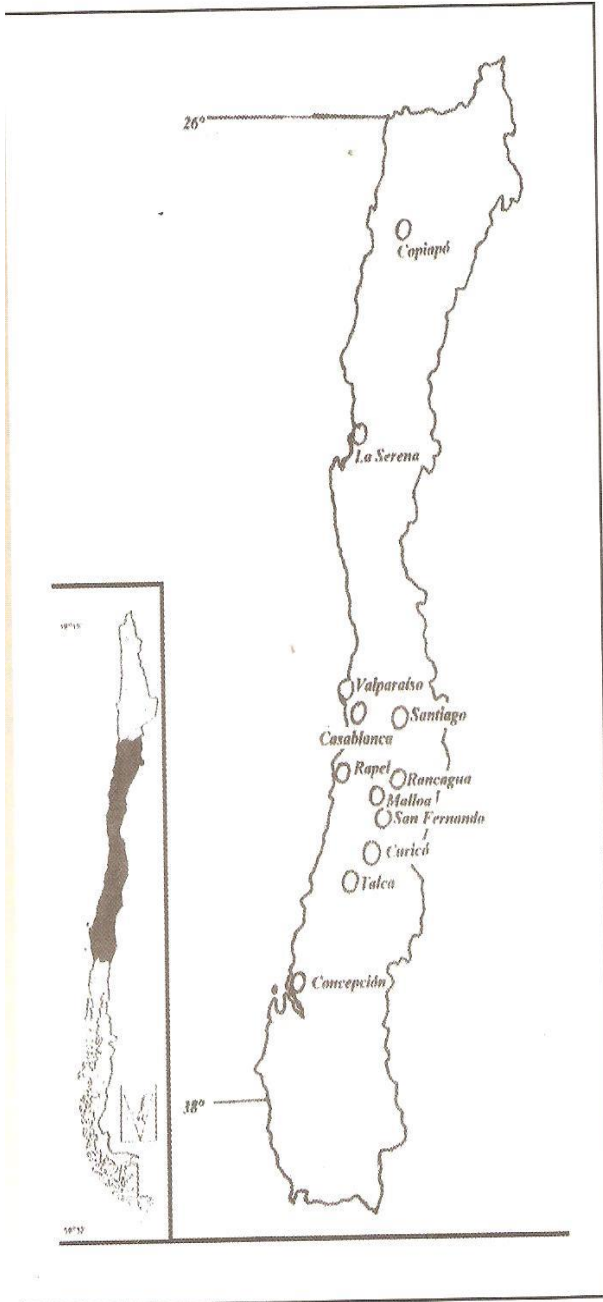 26°
Copiapó
La Serena
Valparaíso
Santiago
Casablanca
Rapel
Rancagua
Malloa
San Fernando
Curicó
Talca
Concepción
38°